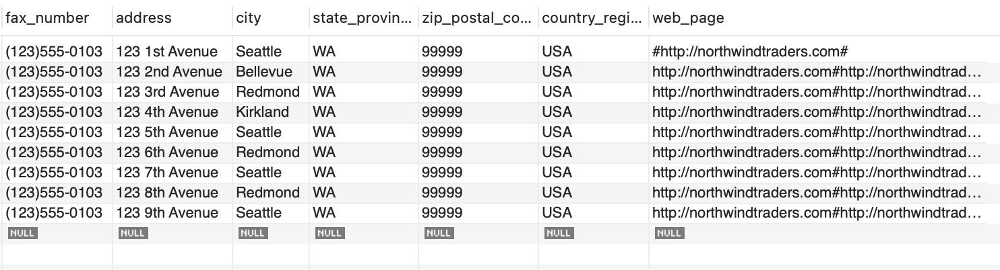 fax_number address city state_provin... zip_postal_co... country_regi... web_page
(123)555-0103 123 1st Avenue Seattle WA 99999 USA #http://northwindtraders.com#
(123)555-0103 123 2nd Avenue Bellevue WA 99999 USA http://northwindtraders.com#http://northwindtrad...
(123)555-0103 123 3rd Avenue Redmond WA 99999 USA http://northwindtraders.com#http://northwindtrad...
(123)555-0103 123 4th Avenue Kirkland WA 99999 USA http://northwindtraders.com#http://northwindtrad...
(123)555-0103 123 5th Avenue Seattle WA 99999 USA http://northwindtraders.com#http://northwindtrad...
(123)555-0103 123 6th Avenue Redmond WA 99999 USA http://northwindtraders.com#http://northwindtrad...
(123)555-0103 123 7th Avenue Seattle WA 99999 USA http://northwindtraders.com#http://northwindtrad...
(123)555-0103 123 8th Avenue Redmond WA 99999 USA http://northwindtraders.com#http://northwindtrad...
(123)555-0103 123 9th Avenue Seattle WA 99999 USA http://northwindtraders.com#http://northwindtrad...
NULL NULL NULL NULL NULL NULL NULL